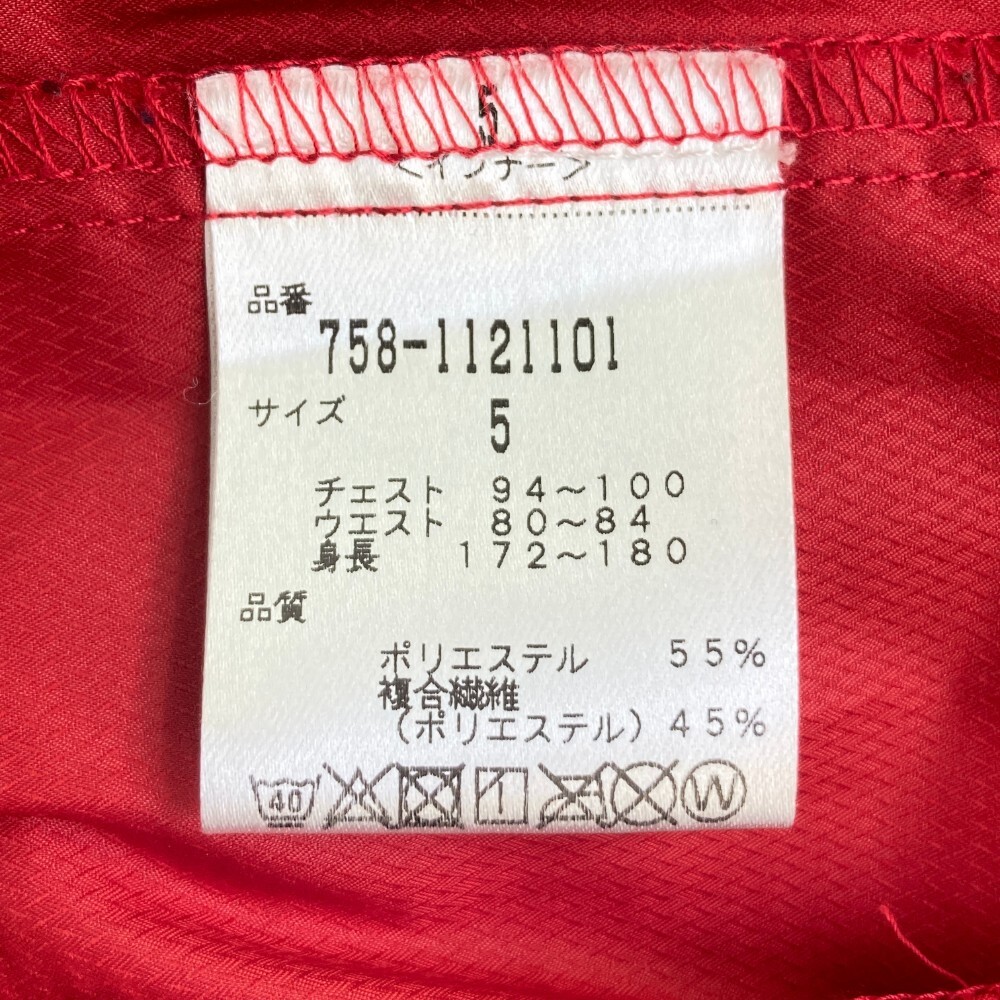 5
<インナー>
品番
758-1121101
サイズ
5
チェスト 94～100
ウエスト 80～84
身長 172～180
品質
ポリエステル 55%
複合繊維
(ポリエステル) 45%
40 W